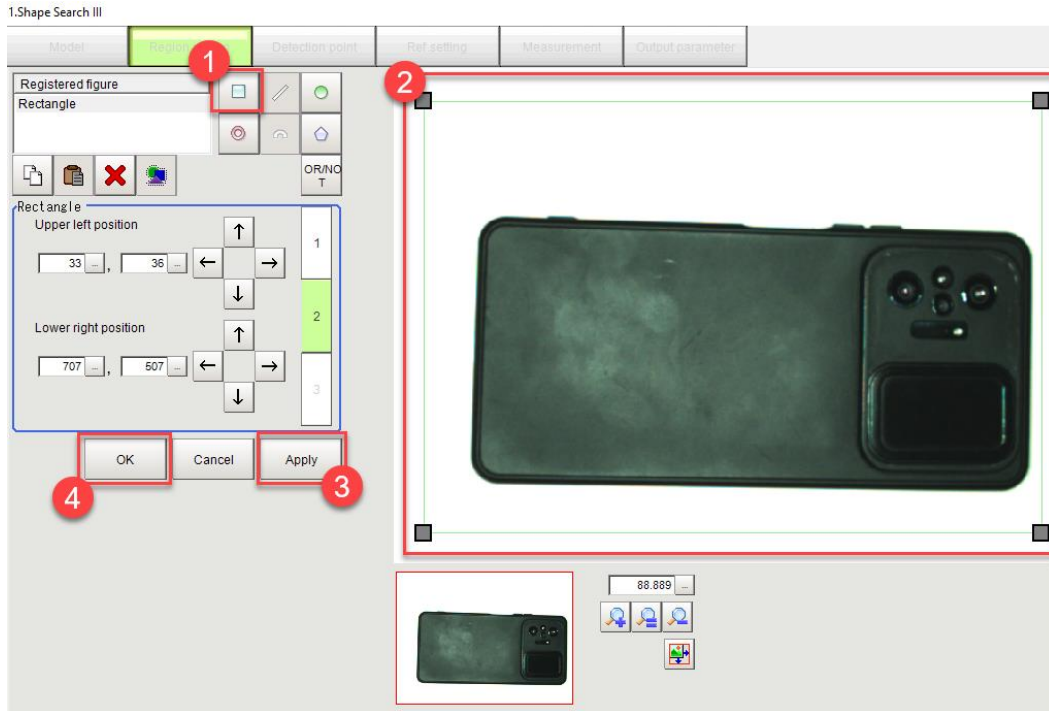 1.Shape Search III
Model
Detection point
Ref setting
Measurement
Output parameter
1
2
Registered figure
Rectangle
OR/NO
T
Rectangle
Upper left position
33 ... , 36 ...
1
2
3
Lower right position
707 ... , 507 ...
OK
Cancel
Apply
4
3
88.889 ...